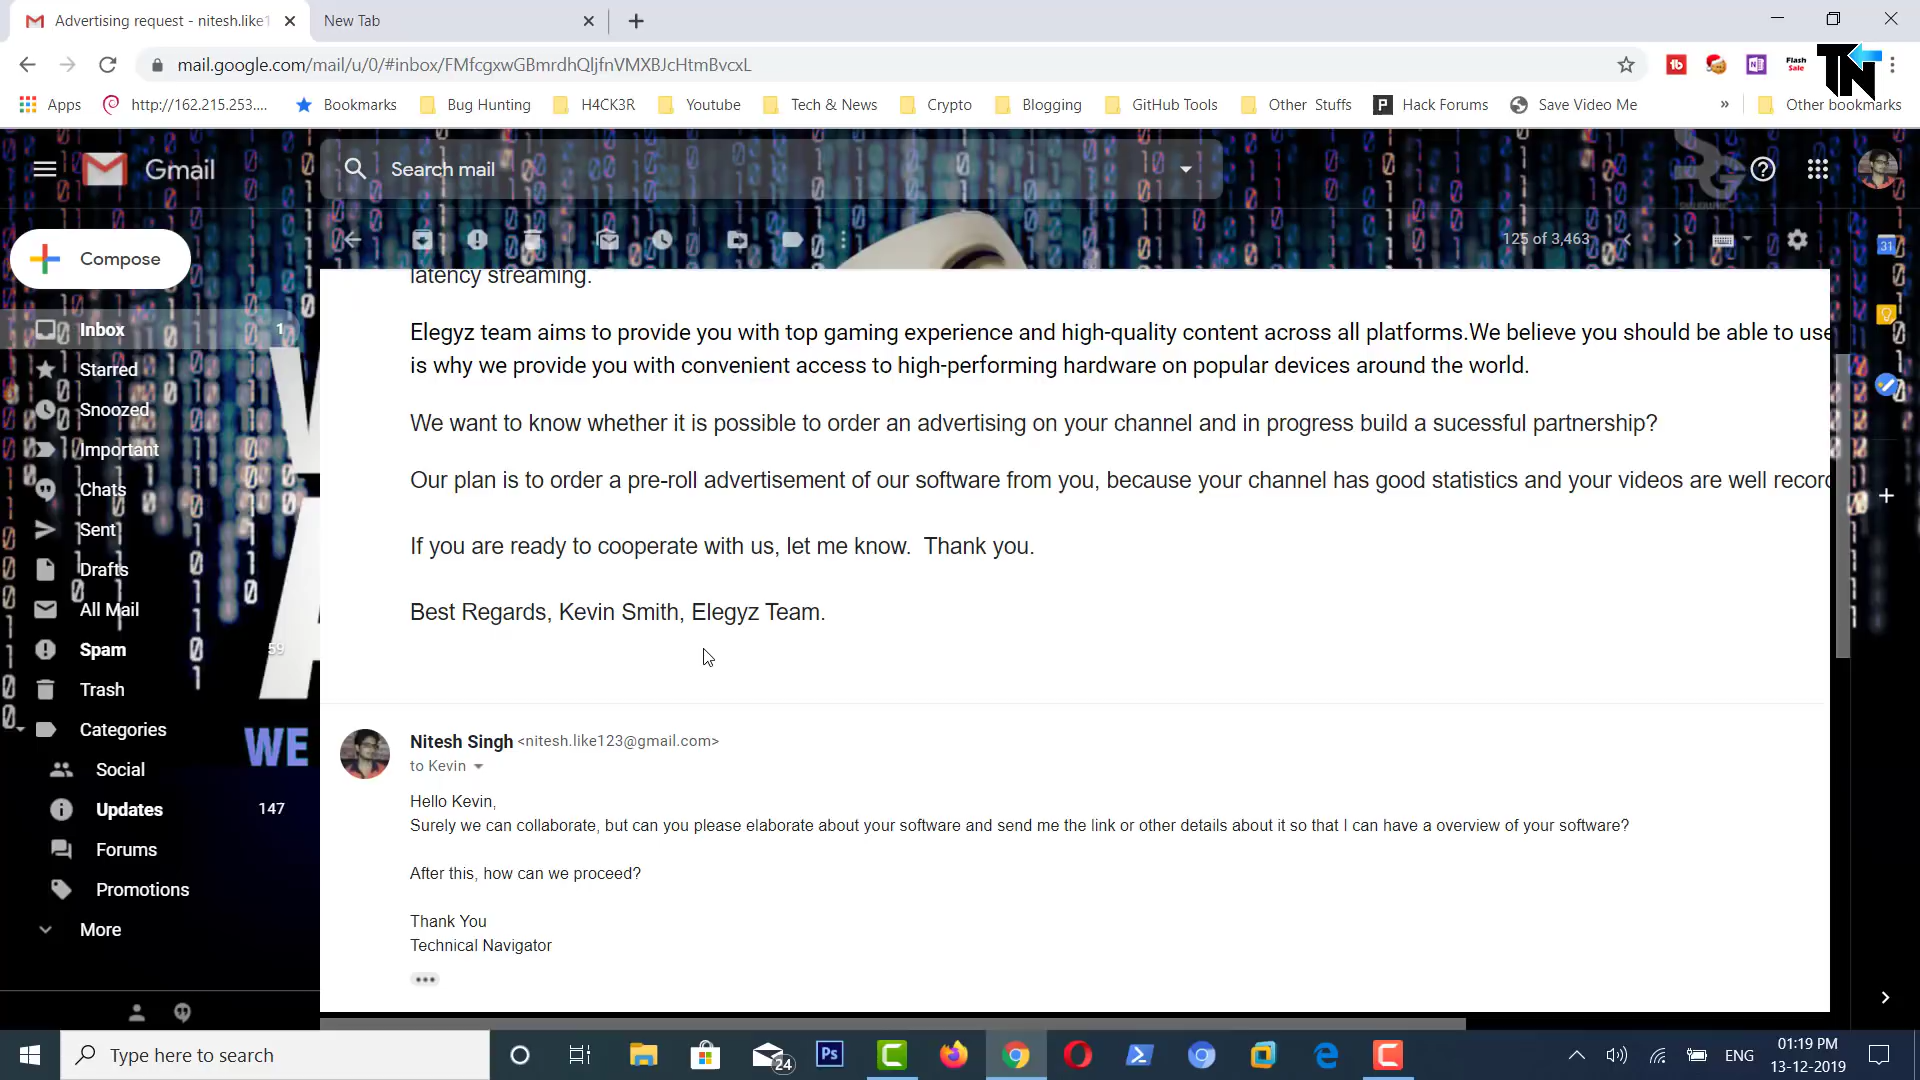 Advertising request - nitesh.like1
New Tab
mail.google.com/mail/u/0/#inbox/FMfcgxwGBmrdhQljfnVMXBJcHtmBvcxL
Flash
Sale
TN
Apps
http://162.215.253....
Bookmarks
Bug Hunting
H4CK3R
Youtube
Tech & News
Crypto
Blogging
GitHub Tools
Other Stuffs
Hack Forums
Save Video Me
»
Other bookmarks
Gmail
Search mail
125 of 3,463
Compose
latency streaming.
Elegyz team aims to provide you with top gaming experience and high-quality content across all platforms.We believe you should be able to use
is why we provide you with convenient access to high-performing hardware on popular devices around the world.
We want to know whether it is possible to order an advertising on your channel and in progress build a sucessful partnership?
Our plan is to order a pre-roll advertisement of our software from you, because your channel has good statistics and your videos are well recor
If you are ready to cooperate with us, let me know. Thank you.
Best Regards, Kevin Smith, Elegyz Team.
Inbox 1
Starred
Snoozed
Important
Chats
Sent
Drafts
All Mail
Spam 59
Trash
Categories
Social
Updates 147
Forums
Promotions
More
WE
Nitesh Singh <nitesh.like123@gmail.com>
to Kevin
Hello Kevin,
Surely we can collaborate, but can you please elaborate about your software and send me the link or other details about it so that I can have a overview of your software?
After this, how can we proceed?
Thank You
Technical Navigator
31
Type here to search
24
Ps
ENG
01:19 PM
13-12-2019